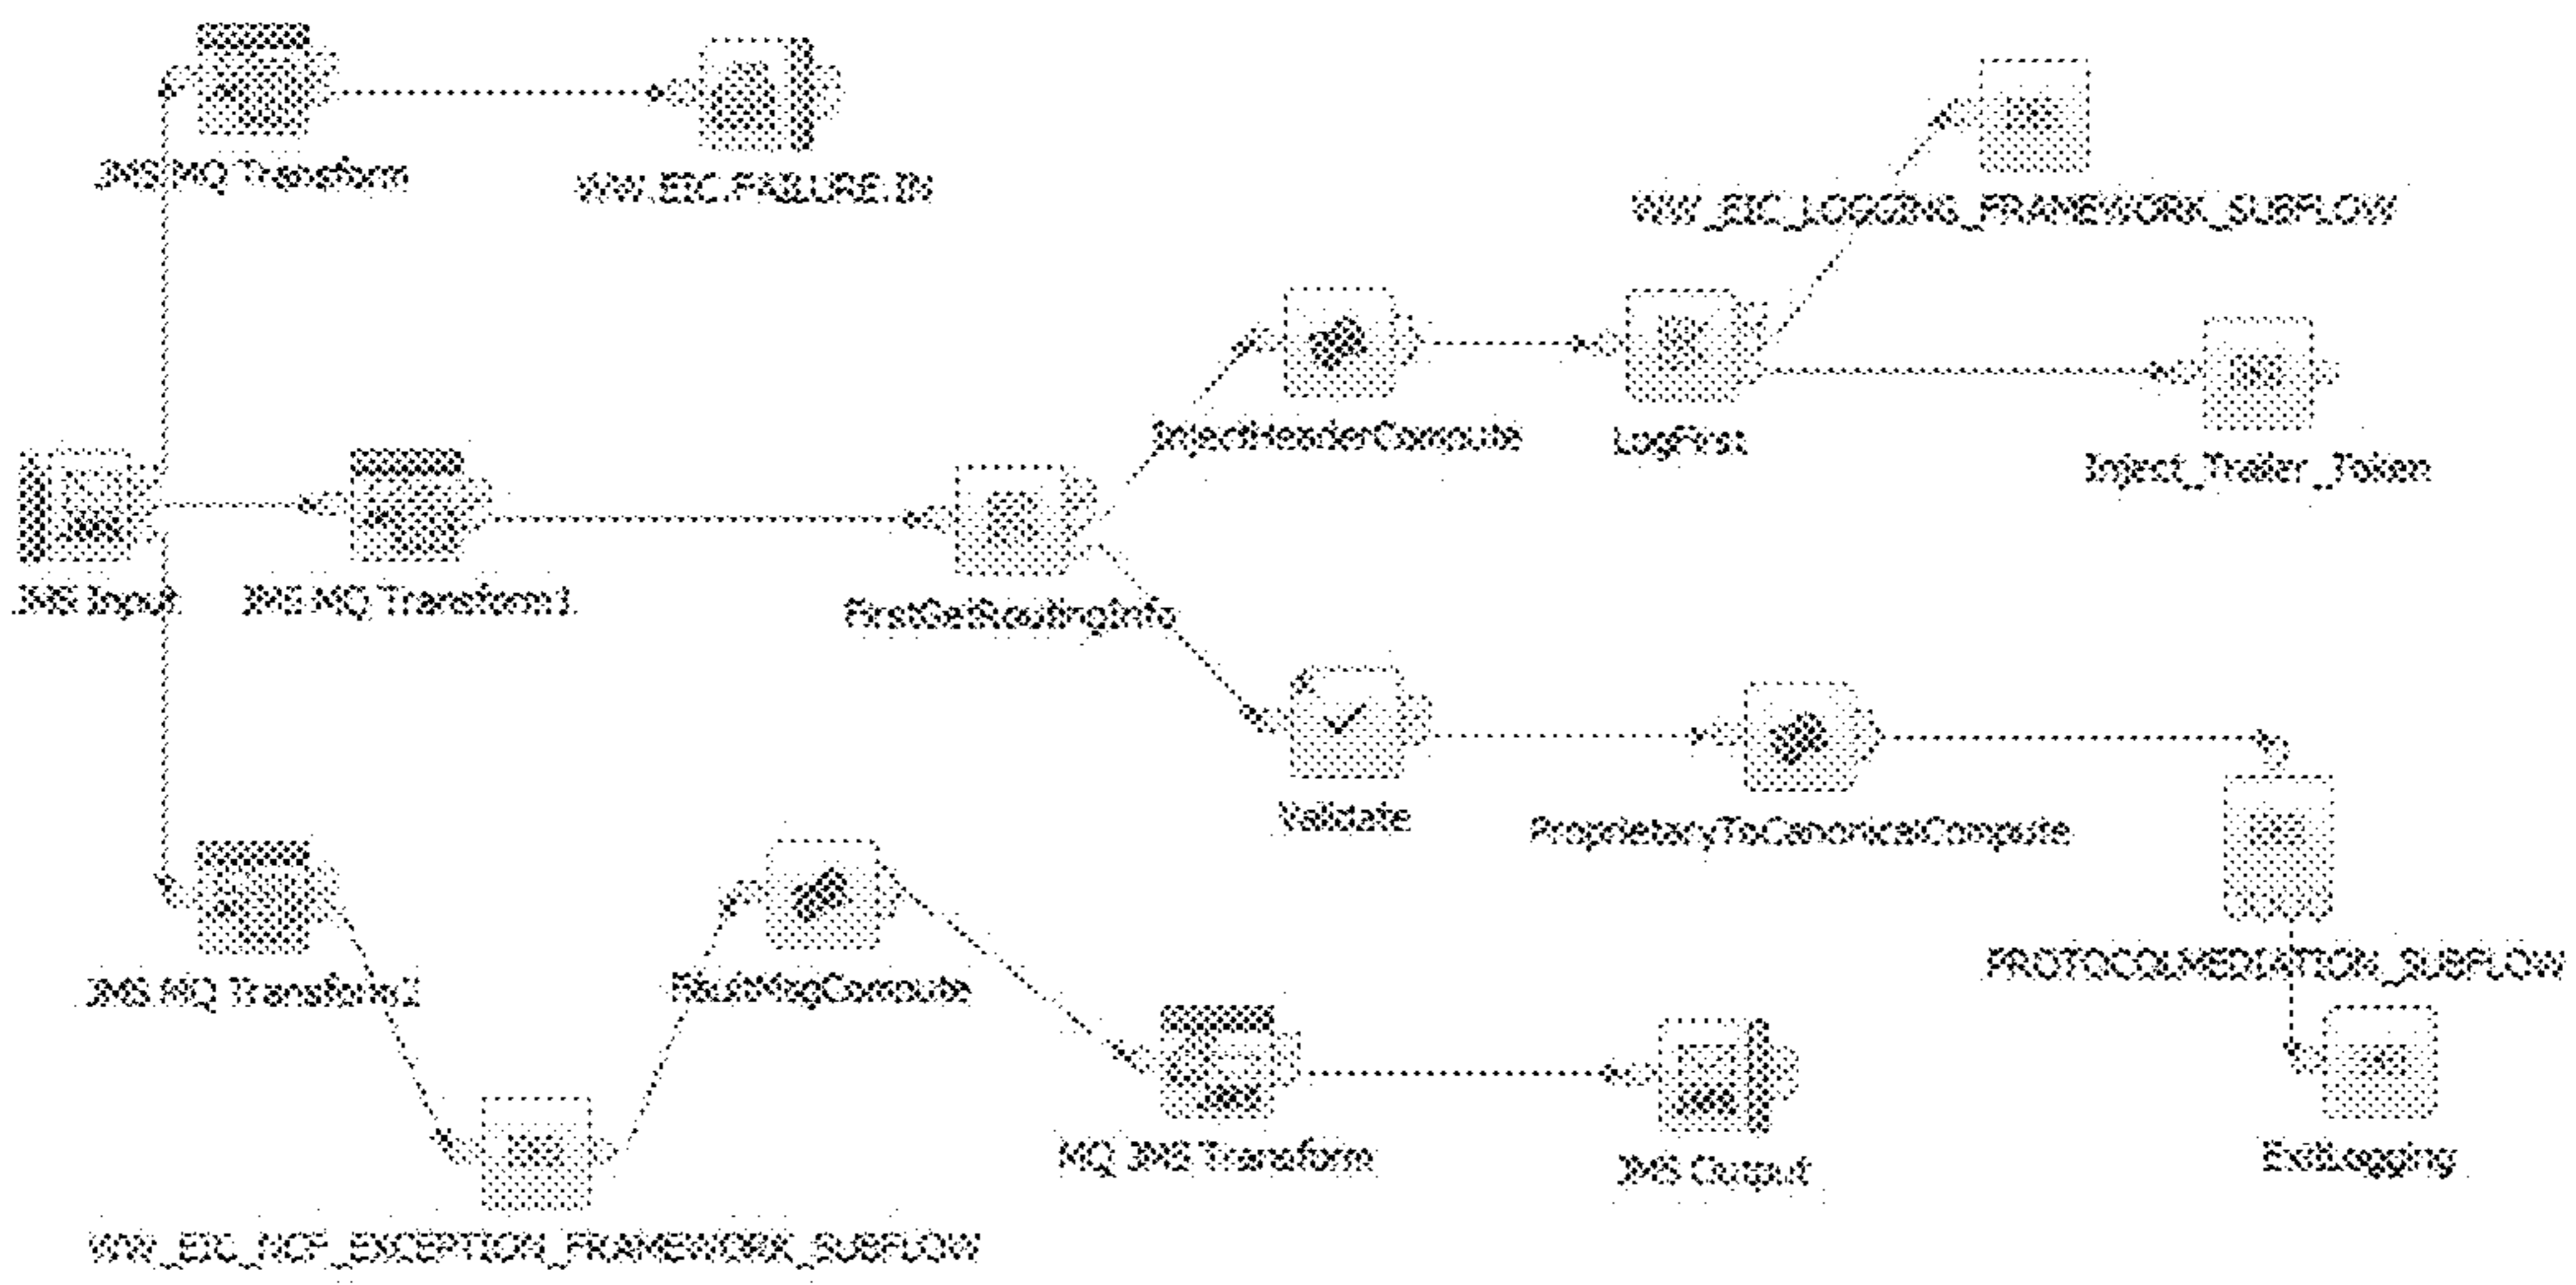 JMS MQ Transform
WW.EIC.FAILURE.IN
WW_EIC_LOGGING_FRAMEWORK_SUBFLOW
InjectHeaderCompute
LogFirst
Inject_Trailer_Token
JMS Input
JMS MQ Transform1
FirstGetRoutingInfo
Validate
ProprietaryToCanonicalCompute
PROTOCOLMEDIATION_SUBFLOW
JMS MQ Transform2
FaultMsgCompute
MQ JMS Transform
JMS Output
ExitLogging
WW_EIC_NCF_EXCEPTION_FRAMEWORK_SUBFLOW